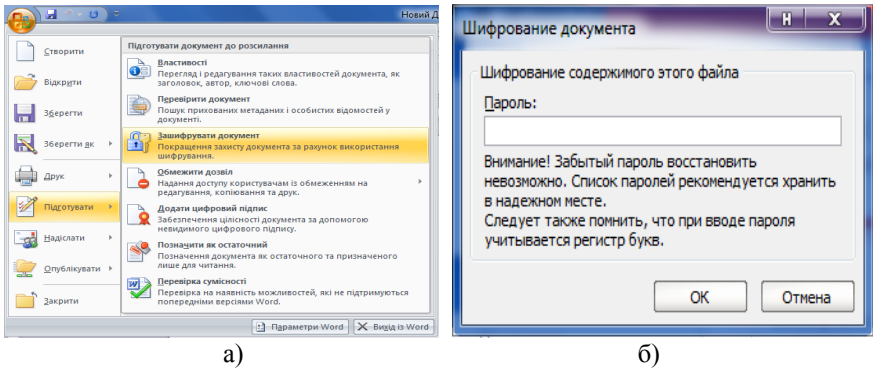 Новий Д
Створити
Відкрити
Зберегти
Зберегти як
Друк
Підготувати
Надіслати
Опублікувати
Закрити
Підготувати документ до розсилання
Властивості
Перегляд і редагування таких властивостей документа, як
заголовок, автор, ключові слова.
Перевірити документ
Пошук прихованих метаданих і особистих відомостей у
документі.
Зашифрувати документ
Покращення захисту документа за рахунок використання
шифрування.
Обмежити дозвіл
Надання доступу користувачам із обмеженням на
редагування, копіювання та друк.
Додати цифровий підпис
Забезпечення цілісності документа за допомогою
невидимого цифрового підпису.
Позначити як остаточний
Позначення документа як остаточного та призначеного
лише для читання.
Перевірка сумісності
Перевірка на наявність можливостей, які не підтримуються
попередніми версіями Word.
Параметри Word
Вихід із Word
а)
Шифрование документа
Н Х
Шифрование содержимого этого файла
Пароль:
Внимание! Забытый пароль восстановить
невозможно. Список паролей рекомендуется хранить
в надежном месте.
Следует также помнить, что при вводе пароля
учитывается регистр букв.
ОК
Отмена
б)